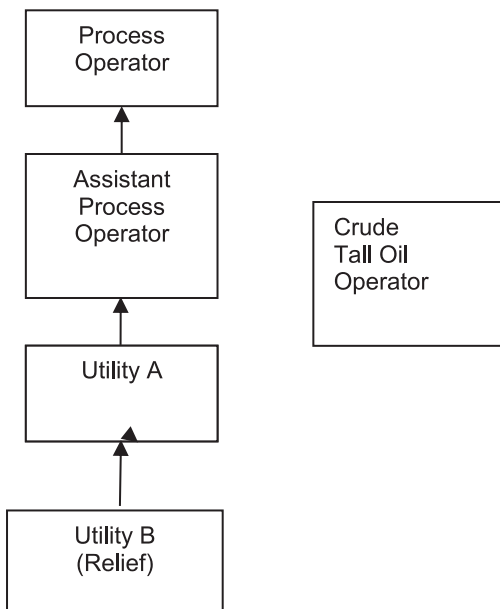 Process
Operator
Assistant
Process
Operator
Crude
Tall Oil
Operator
Utility A
Utility B
(Relief)